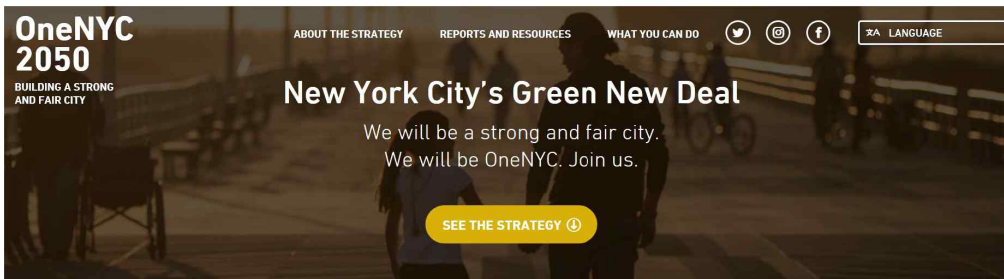 OneNYC
2050
BUILDING A STRONG
AND FAIR CITY
ABOUT THE STRATEGY
REPORTS AND RESOURCES
WHAT YOU CAN DO
LANGUAGE
New York City's Green New Deal
We will be a strong and fair city.
We will be OneNYC. Join us.
SEE THE STRATEGY